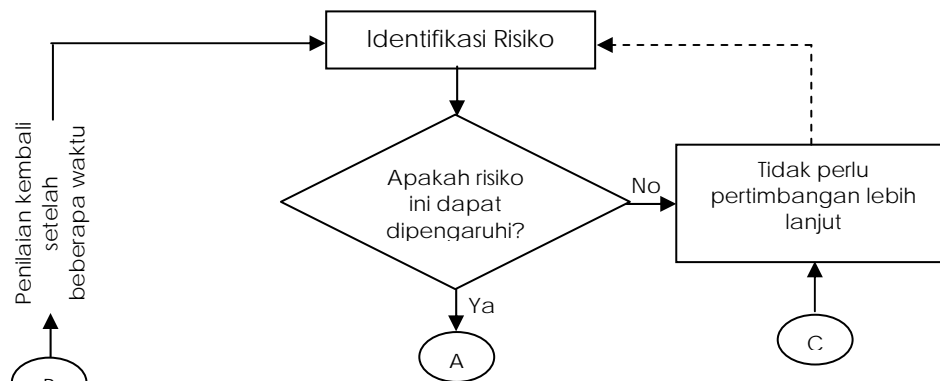 Identifikasi Risiko
Penilaian kembali
setelah
beberapa waktu
Apakah risiko
ini dapat
dipengaruhi?
No
Tidak perlu
pertimbangan lebih
lanjut
Ya
A
C